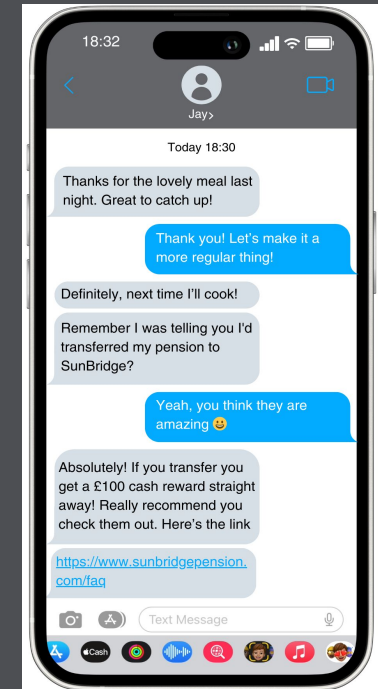 18:32
Jay>
Today 18:30
Thanks for the lovely meal last
night. Great to catch up!
Thank you! Let's make it a
more regular thing!
Definitely, next time I'll cook!
Remember I was telling you I'd
transferred my pension to
SunBridge?
Yeah, you think they are
amazing 😀
Absolutely! If you transfer you
get a £100 cash reward straight
away! Really recommend you
check them out. Here's the link
https://www.sunbridgepension.
com/faq
Text Message
Cash